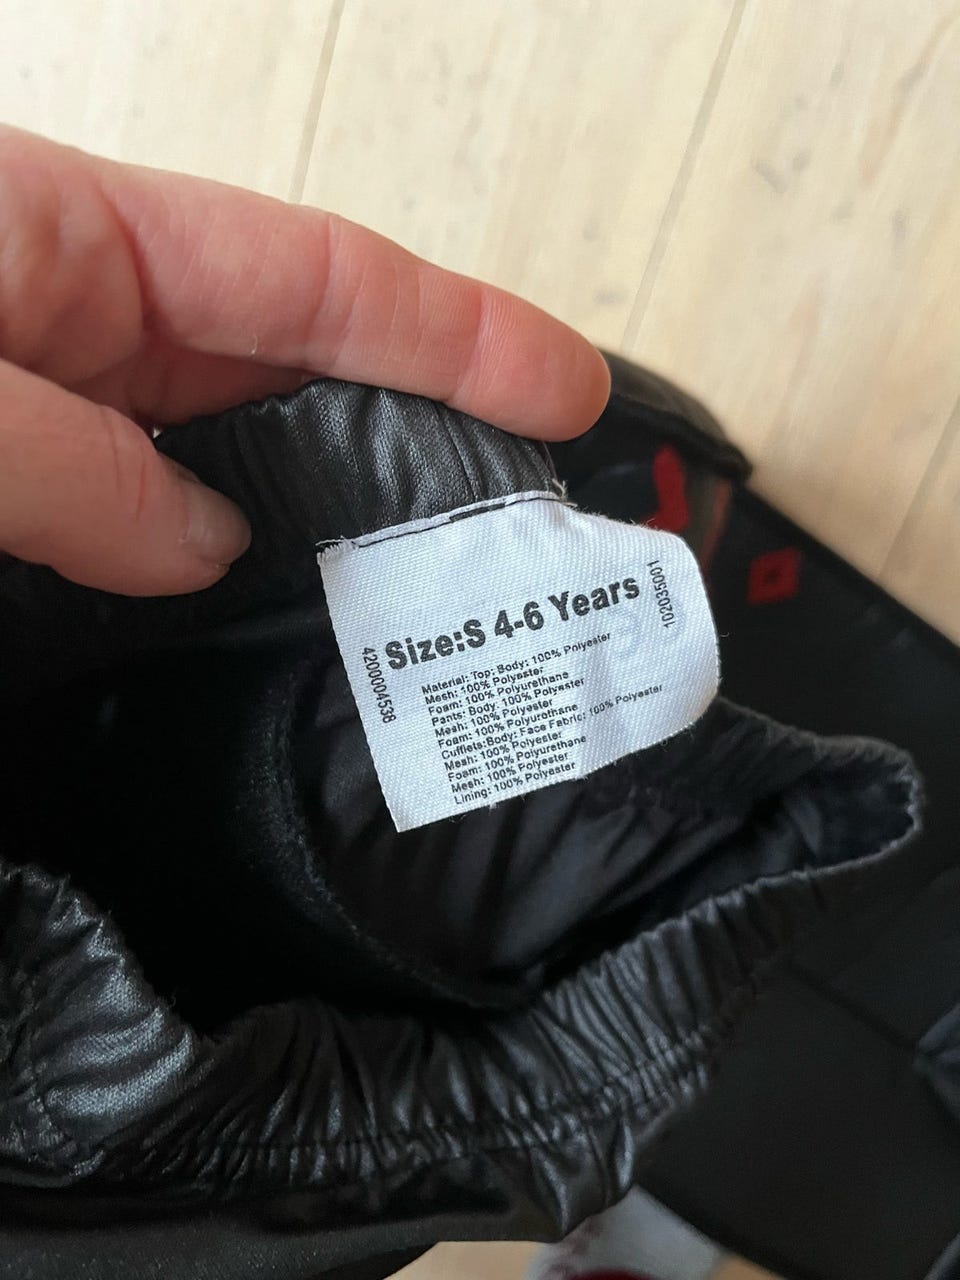 Size:S 4-6 Years
4200004536
102035001
Material: Top: Body: 100% Polyester
Mesh: 100% Polyester
Foam: 100% Polyurethane
Pants: Body: 100% Polyester
Mesh: 100% Polyester
Foam: 100% Polyurothane
Cufflets:Body: Face Fabric: 100% Polyester
Mesh: 100% Polyester
Foam: 100% Polyurethane
Mesh: 100% Polyester
Lining: 100% Polyester